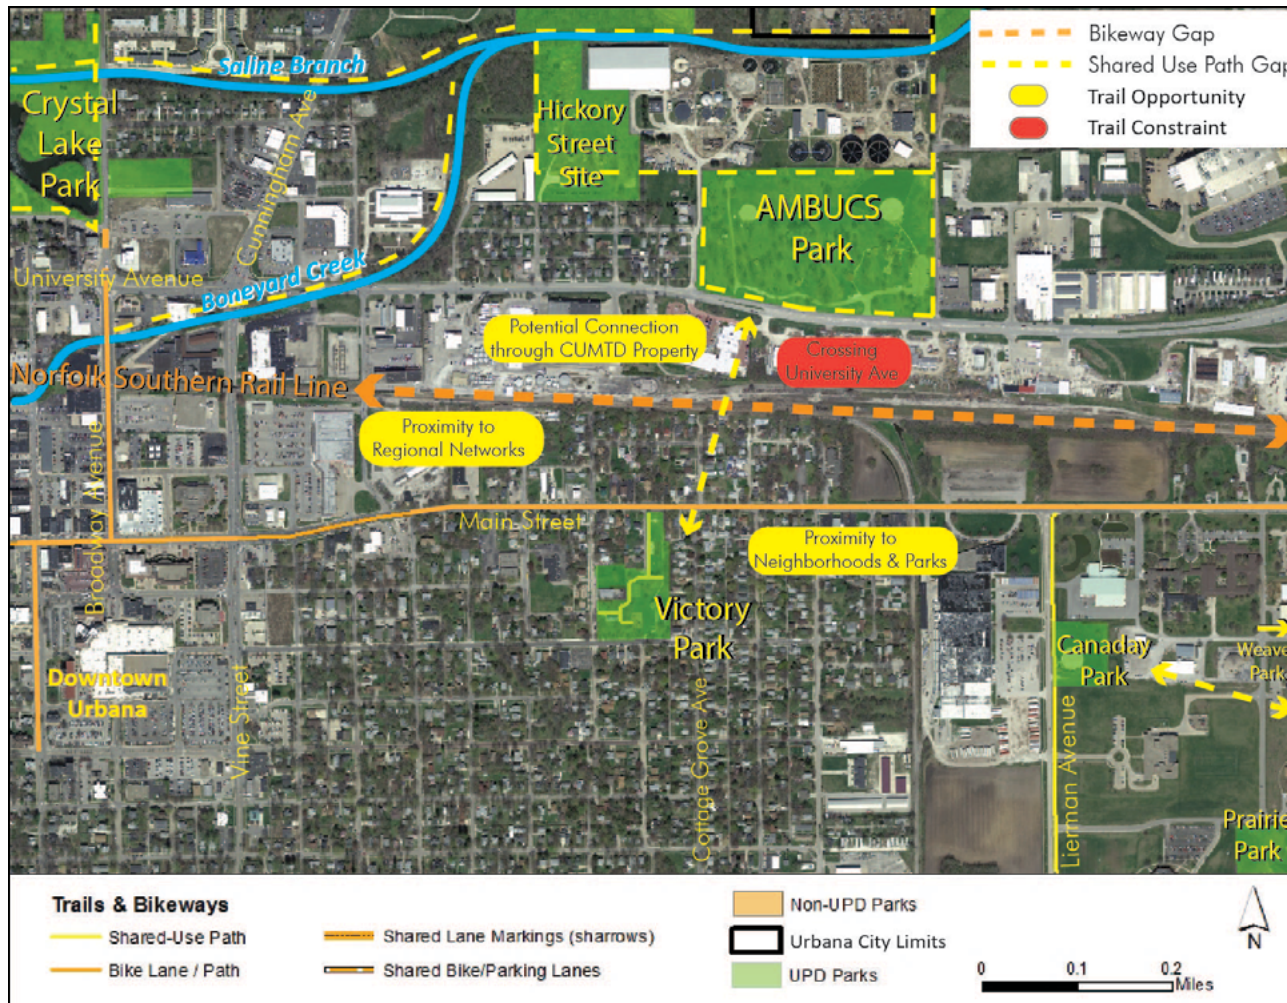 Bikeway Gap
Shared Use Path Gap
Trail Opportunity
Trail Constraint
Saline Branch
Crystal
Lake
Park
Cunningham Ave
Hickory
Street
Site
AMBUCS
Park
University Avenue
Boneyard Creek
Potential Connection
through CUMTD Property
Crossing
University Ave
Norfolk Southern Rail Line
Proximity to
Regional Networks
Broadway Avenue
Main Street
Proximity to
Neighborhoods & Parks
Victory
Park
Canaday
Park
Weave
Park
Downtown
Urbana
Vine Street
Cottage Grove Ave
Lierman Avenue
Prairie
Park
Trails & Bikeways
Shared-Use Path
Bike Lane / Path
Shared Lane Markings (sharrows)
Shared Bike/Parking Lanes
Non-UPD Parks
Urbana City Limits
UPD Parks
N
0 0.1 0.2
Miles